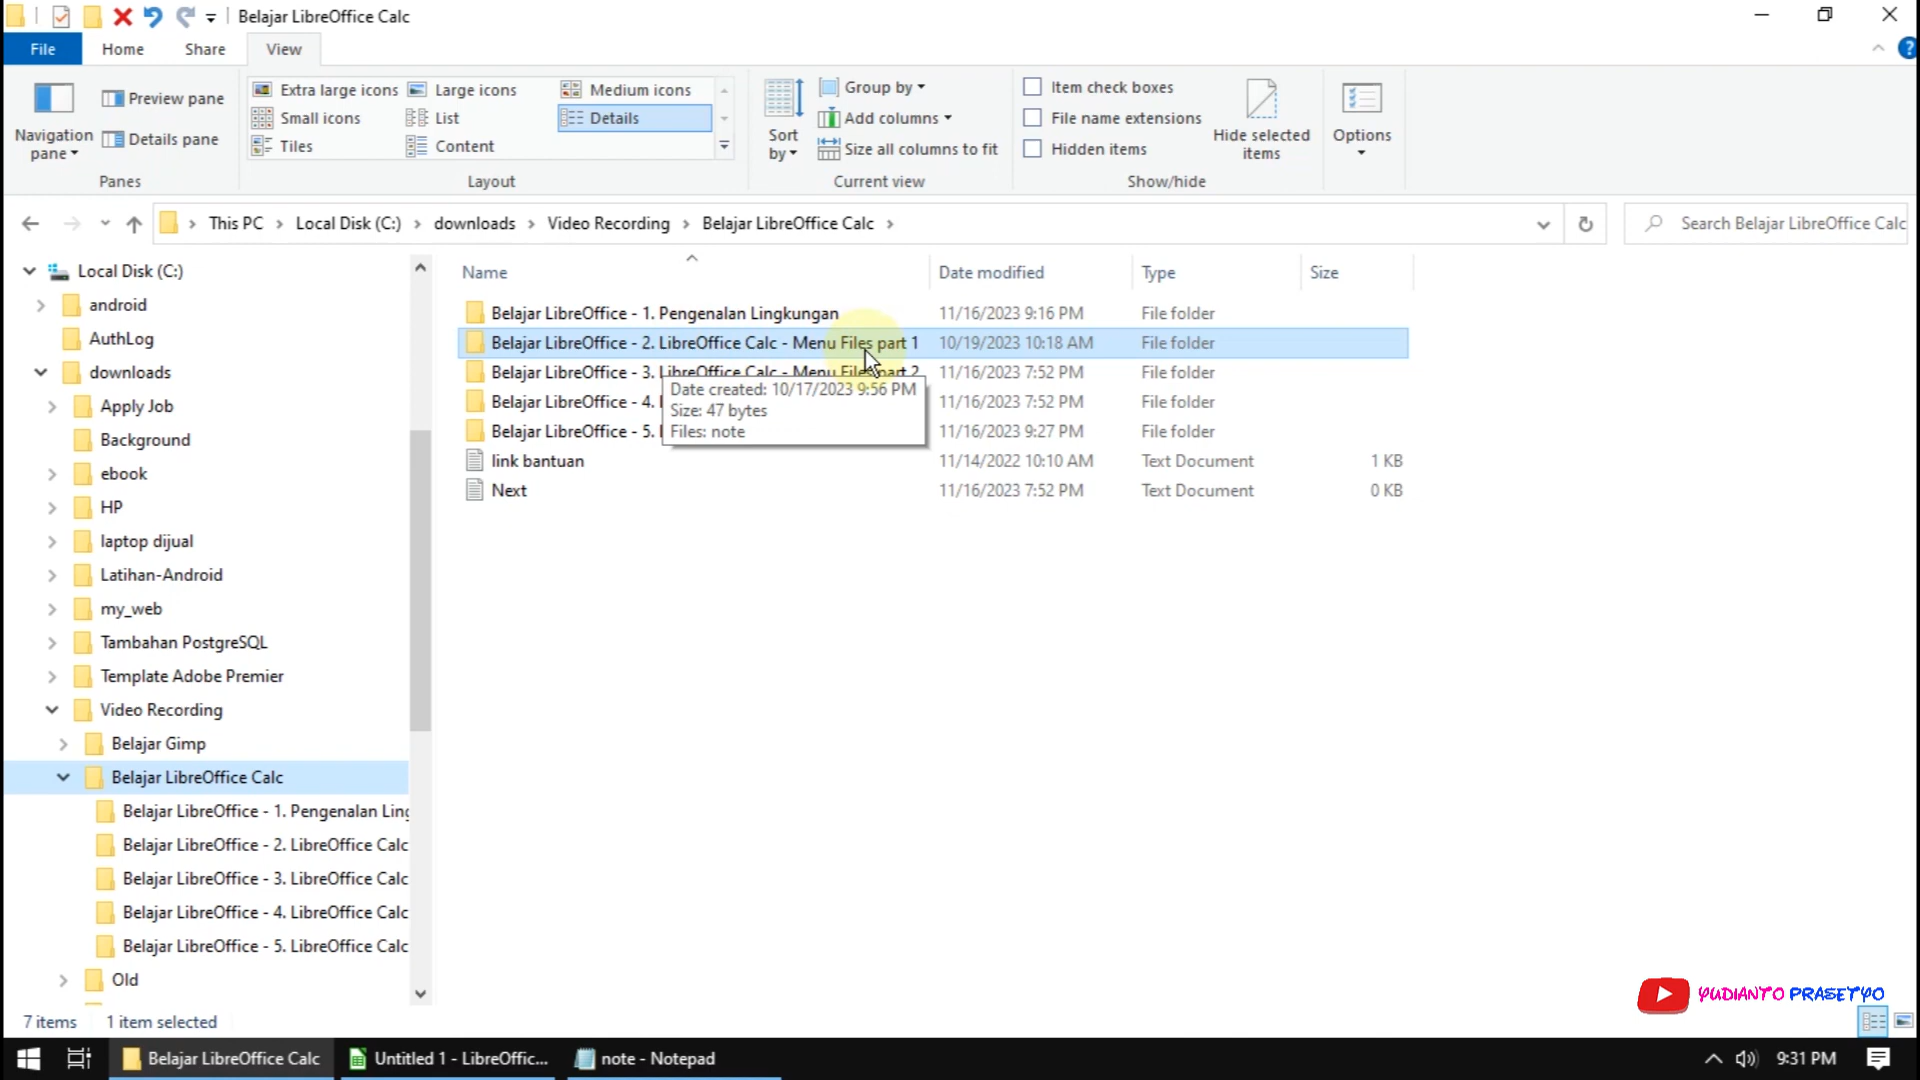 Belajar LibreOffice Calc
File Home Share View
Navigation pane
Preview pane
Details pane
Panes
Extra large icons Large icons Medium icons
Small icons List Details
Tiles Content
Layout
Sort by
Group by
Add columns
Size all columns to fit
Current view
Item check boxes
File name extensions
Hidden items
Hide selected items
Show/hide
Options
This PC Local Disk (C:) downloads Video Recording Belajar LibreOffice Calc
Search Belajar LibreOffice Calc
Local Disk (C:)
android
AuthLog
downloads
Apply Job
Background
ebook
HP
laptop dijual
Latihan-Android
my_web
Tambahan PostgreSQL
Template Adobe Premier
Video Recording
Belajar Gimp
Belajar LibreOffice Calc
Belajar LibreOffice - 1. Pengenalan Ling
Belajar LibreOffice - 2. LibreOffice Calc
Belajar LibreOffice - 3. LibreOffice Calc
Belajar LibreOffice - 4. LibreOffice Calc
Belajar LibreOffice - 5. LibreOffice Calc
Old
Name Date modified Type Size
Belajar LibreOffice - 1. Pengenalan Lingkungan 11/16/2023 9:16 PM File folder
Belajar LibreOffice - 2. LibreOffice Calc - Menu Files part 1 10/19/2023 10:18 AM File folder
Belajar LibreOffice - 3. LibreOffice Calc - Menu Files part 2 11/16/2023 7:52 PM File folder
Belajar LibreOffice - 4. 11/16/2023 7:52 PM File folder
Belajar LibreOffice - 5. 11/16/2023 9:27 PM File folder
link bantuan 11/14/2022 10:10 AM Text Document 1 KB
Next 11/16/2023 7:52 PM Text Document 0 KB
Date created: 10/17/2023 9:56 PM
Size: 47 bytes
Files: note
YUDIANTO PRASETYO
7 items 1 item selected
Belajar LibreOffice Calc Untitled 1 - LibreOffic... note - Notepad 9:31 PM